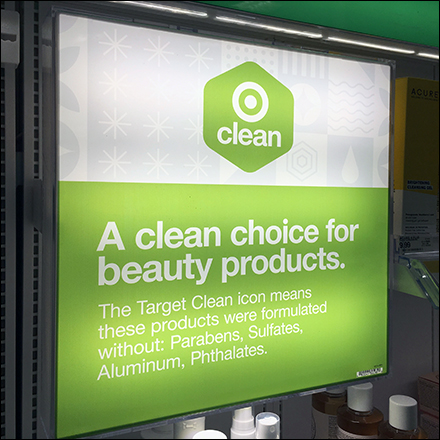 clean
A clean choice for
beauty products.
The Target Clean icon means
these products were formulated
without: Parabens, Sulfates,
Aluminum, Phthalates.
ACURE